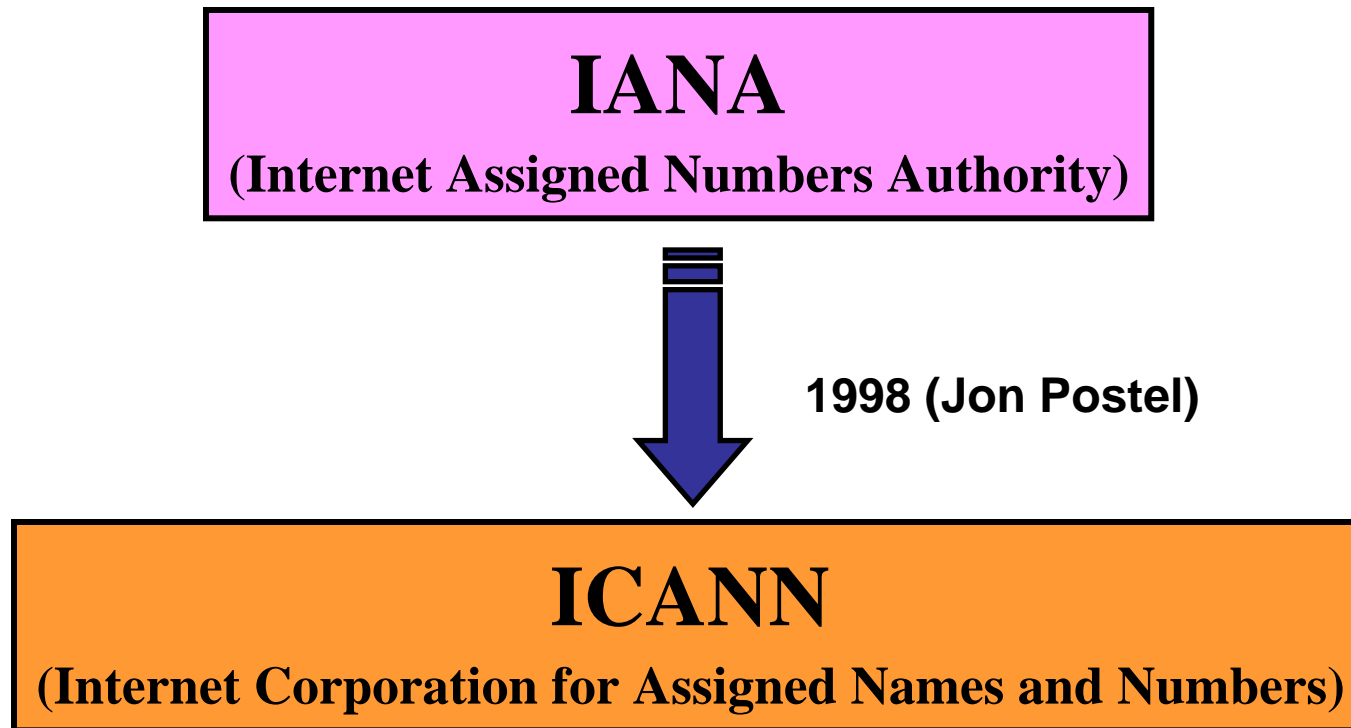 IANA
(Internet Assigned Numbers Authority)
1998 (Jon Postel)
ICANN
(Internet Corporation for Assigned Names and Numbers)